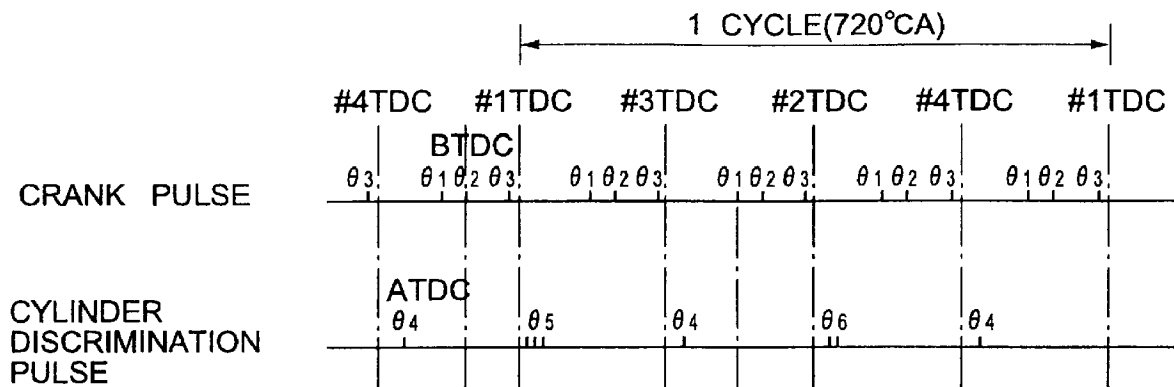 1 CYCLE(720°CA)
#4TDC #1TDC #3TDC #2TDC #4TDC #1TDC
BTDC
CRANK PULSE θ3 θ1 θ2 θ3 θ1 θ2 θ3 θ1 θ2 θ3 θ1 θ2 θ3 θ1 θ2 θ3
ATDC
CYLINDER
DISCRIMINATION
PULSE
θ4 θ5 θ4 θ6 θ4